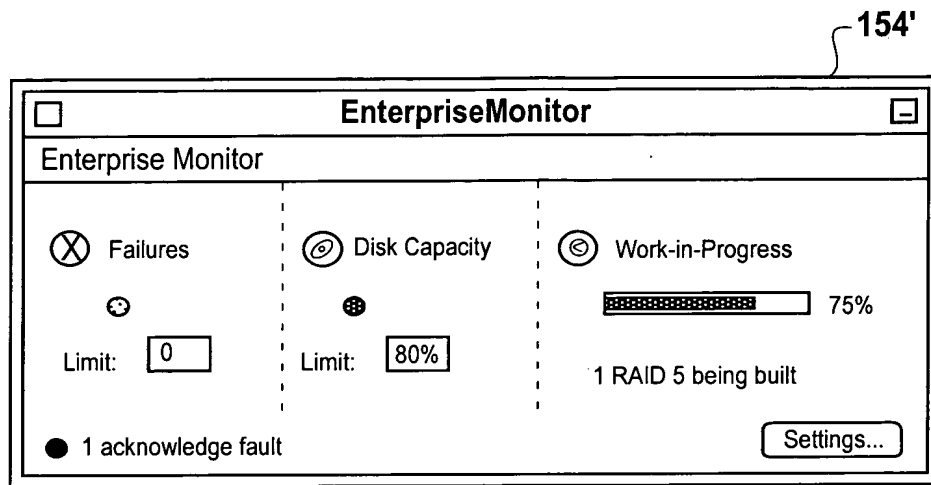 154'
EnterpriseMonitor
Enterprise Monitor
Failures
Limit: 0
Disk Capacity
Limit: 80%
Work-in-Progress
75%
1 RAID 5 being built
1 acknowledge fault
Settings...